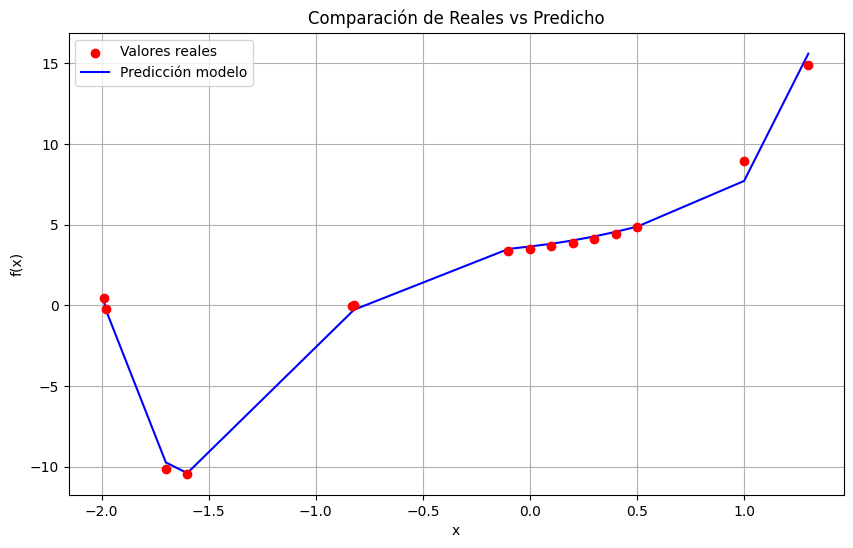 Comparación de Reales vs Predicho
Valores reales
Predicción modelo
15
10
5
0
−5
−10
f(x)
−2.0
−1.5
−1.0
−0.5
0.0
0.5
1.0
x